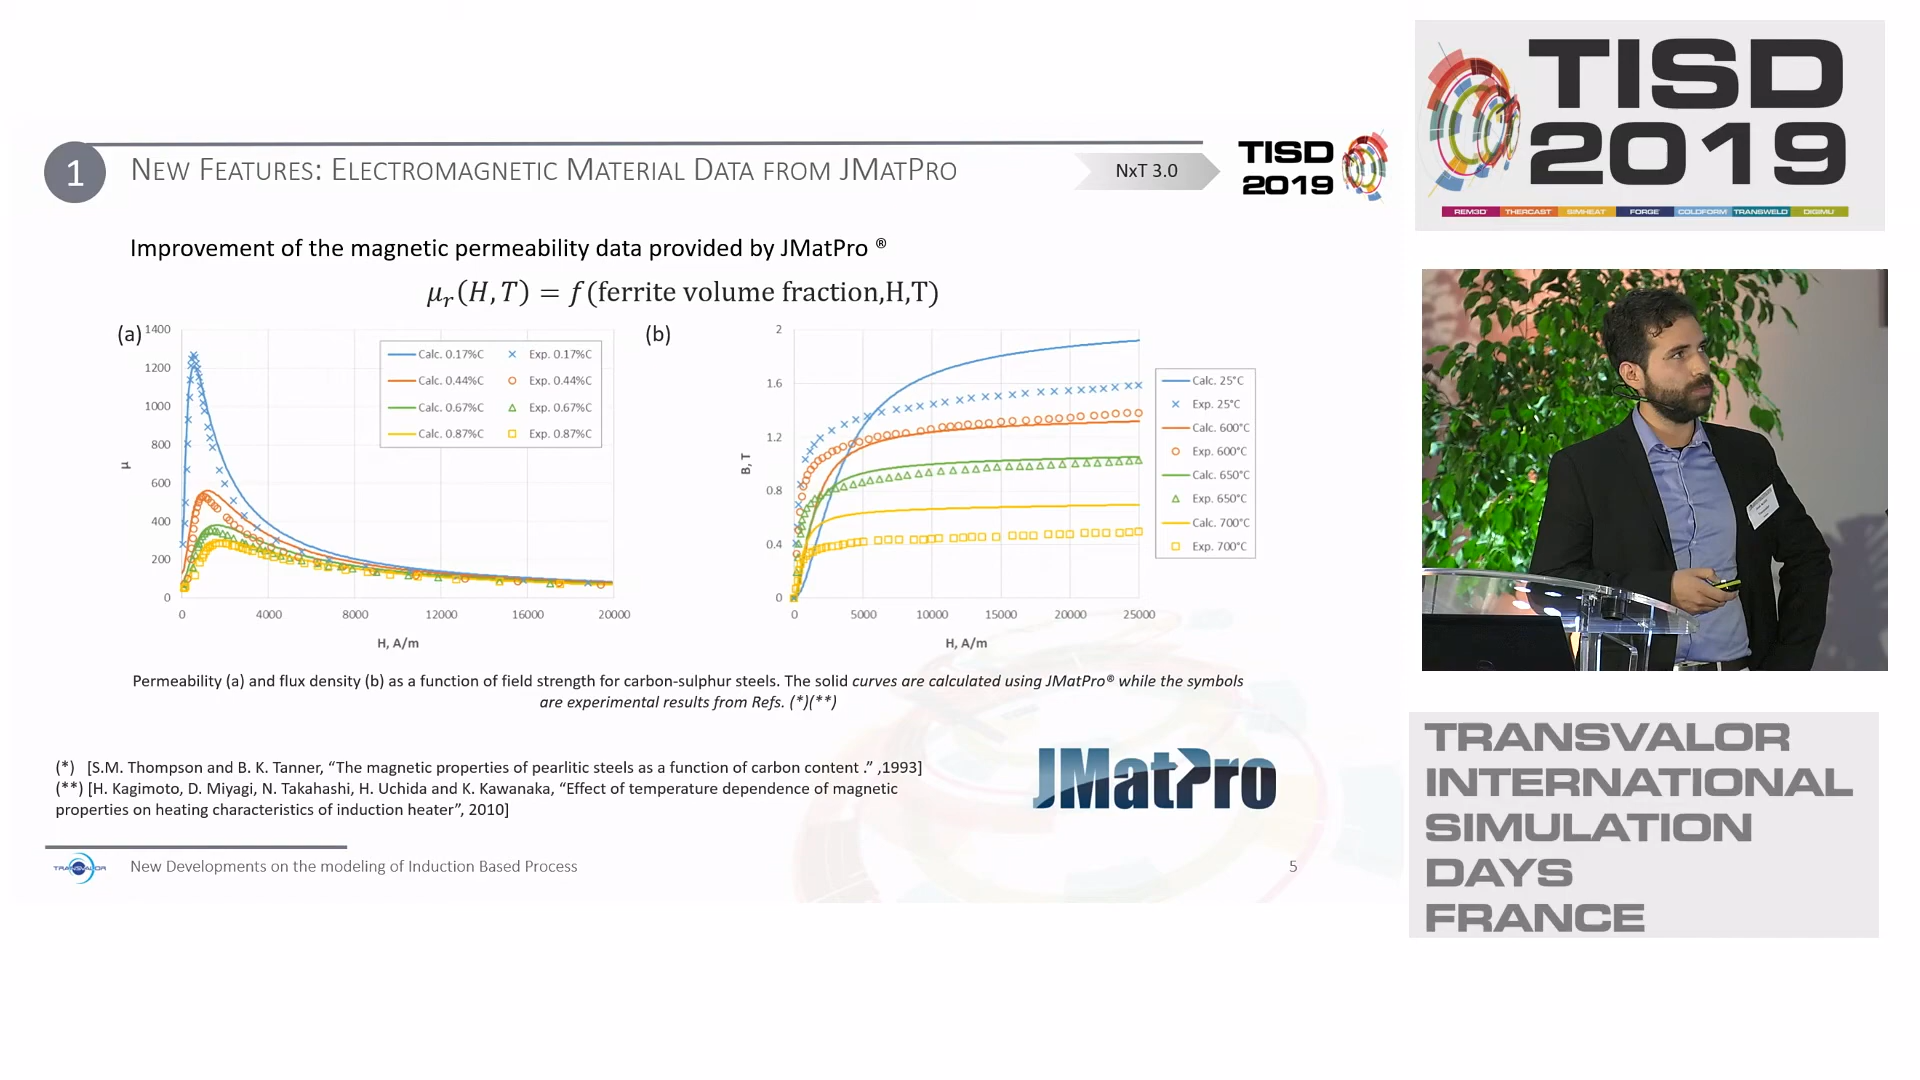 1
NEW FEATURES: ELECTROMAGNETIC MATERIAL DATA FROM JMATPRO
NxT 3.0
TISD
2019
Improvement of the magnetic permeability data provided by JMatPro ®
μr(H, T) = f(ferrite volume fraction,H,T)
(a)
1400
1200
1000
800
600
400
200
0
μ
0 4000 8000 12000 16000 20000
H, A/m
Calc. 0.17%C Exp. 0.17%C
Calc. 0.44%C Exp. 0.44%C
Calc. 0.67%C Exp. 0.67%C
Calc. 0.87%C Exp. 0.87%C
(b)
2
1.6
1.2
0.8
0.4
0
B, T
0 5000 10000 15000 20000 25000
H, A/m
Calc. 25°C
Exp. 25°C
Calc. 600°C
Exp. 600°C
Calc. 650°C
Exp. 650°C
Calc. 700°C
Exp. 700°C
Permeability (a) and flux density (b) as a function of field strength for carbon-sulphur steels. The solid curves are calculated using JMatPro® while the symbols
are experimental results from Refs. (*)(**)
(*) [S.M. Thompson and B. K. Tanner, “The magnetic properties of pearlitic steels as a function of carbon content .” ,1993]
(**) [H. Kagimoto, D. Miyagi, N. Takahashi, H. Uchida and K. Kawanaka, “Effect of temperature dependence of magnetic
properties on heating characteristics of induction heater”, 2010]
JMatPro
TRANSVALOR
New Developments on the modeling of Induction Based Process
5
TISD
2019
REM3D THERCAST SIMHEAT FORGE COLDFORM TRANSWELD DIGIMU
TRANSVALOR
INTERNATIONAL
SIMULATION
DAYS
FRANCE